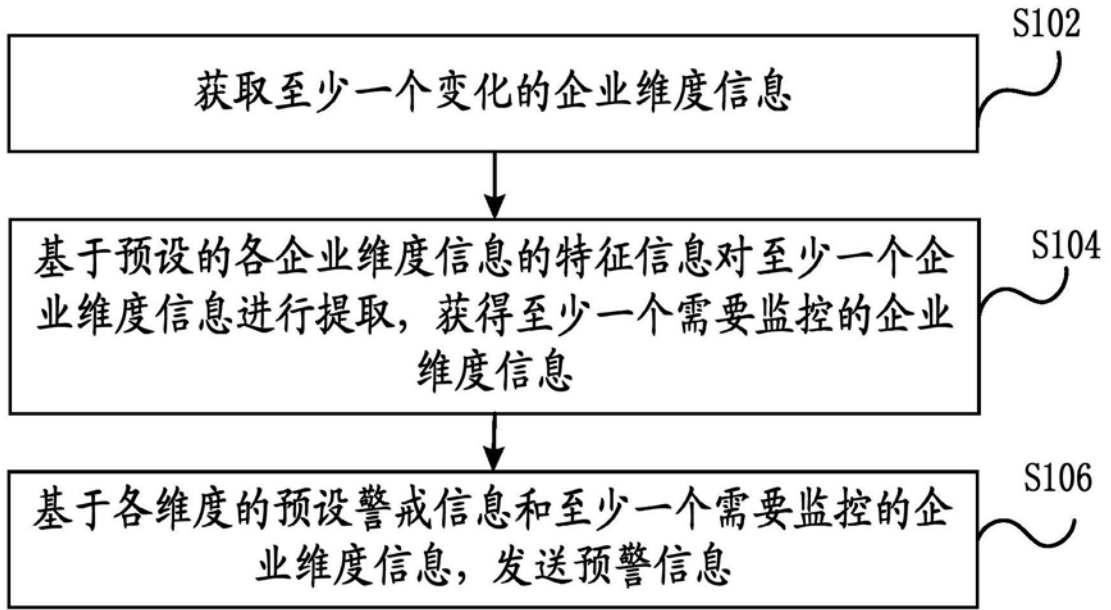 S102
获取至少一个变化的企业维度信息
S104
基于预设的各企业维度信息的特征信息对至少一个企
业维度信息进行提取，获得至少一个需要监控的企业
维度信息
S106
基于各维度的预设警戒信息和至少一个需要监控的企
业维度信息，发送预警信息